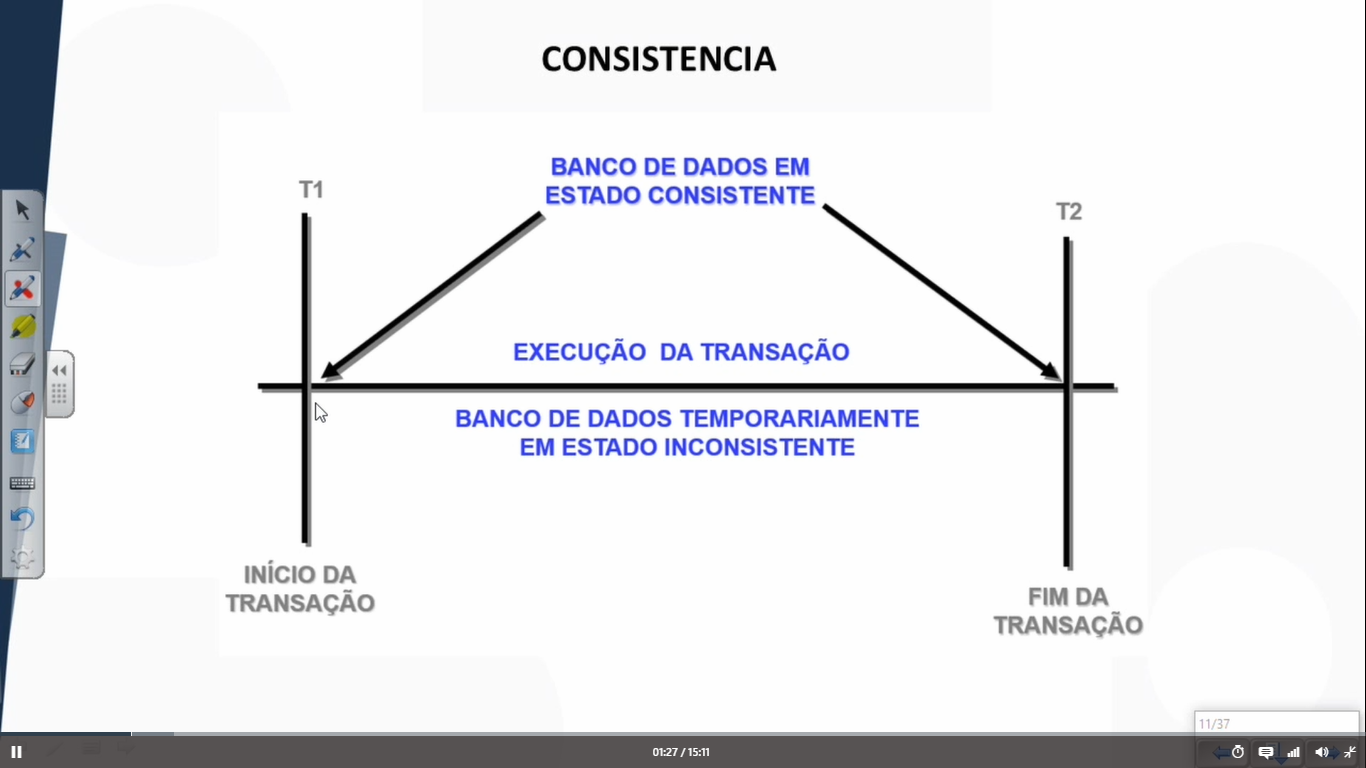 CONSISTENCIA
BANCO DE DADOS EM
ESTADO CONSISTENTE
T1
T2
EXECUÇÃO DA TRANSAÇÃO
BANCO DE DADOS TEMPORARIAMENTE
EM ESTADO INCONSISTENTE
INÍCIO DA
TRANSAÇÃO
FIM DA
TRANSAÇÃO
11/37
01:27 / 15:11